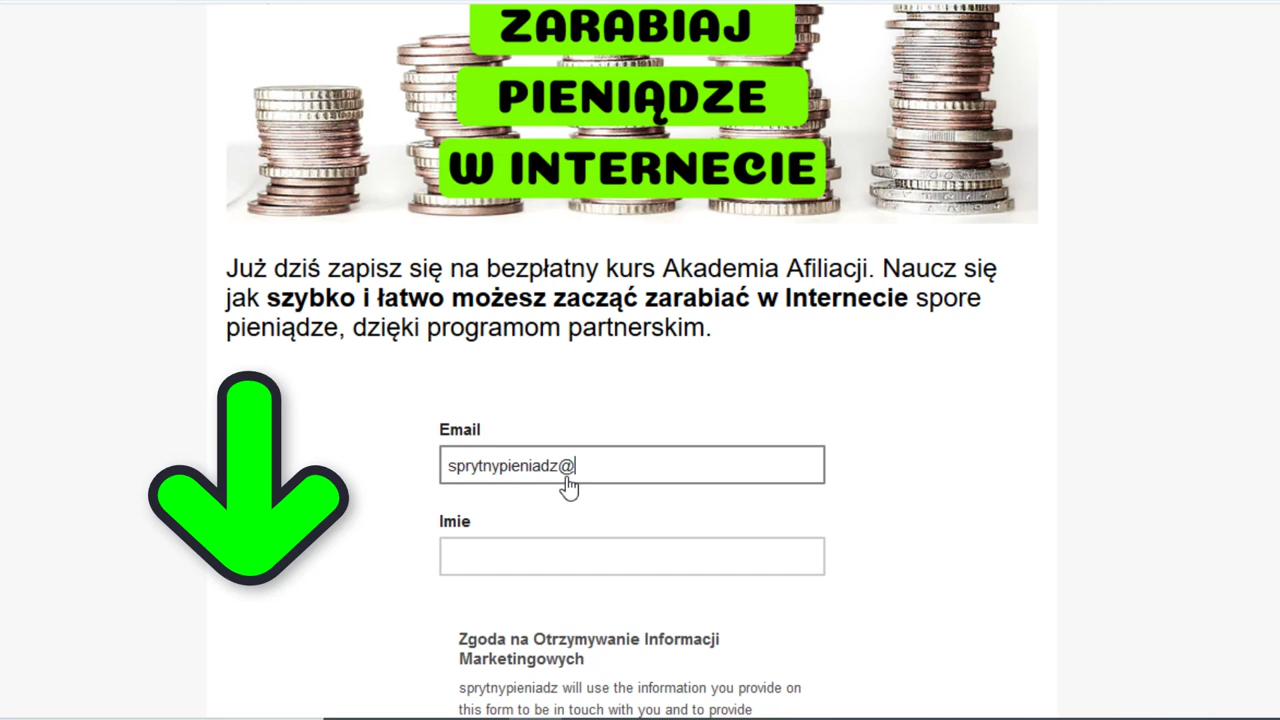 ZARABIAJ
PIENIĄDZE
W INTERNECIE
Już dziś zapisz się na bezpłatny kurs Akademia Afiliacji. Naucz się
jak szybko i łatwo możesz zacząć zarabiać w Internecie spore
pieniądze, dzięki programom partnerskim.
Email
sprytnypieniadz@
Imie
Zgoda na Otrzymywanie Informacji
Marketingowych
sprytnypieniadz will use the information you provide on
this form to be in touch with you and to provide